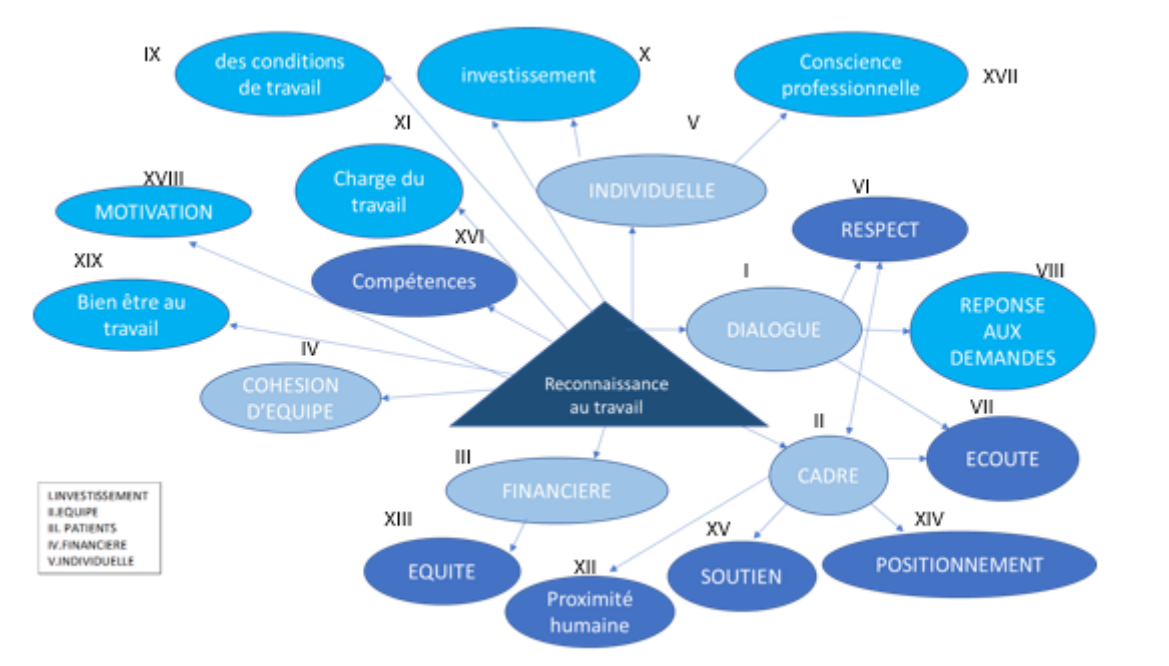 IX
des conditions
de travail
investissement
X
Conscience
professionnelle
XVII
XI
V
Charge du
travail
INDIVIDUELLE
XVIII
MOTIVATION
VI
RESPECT
XVI
Compétences
XIX
Bien être au
travail
I
DIALOGUE
VIII
REPONSE
AUX
DEMANDES
IV
COHESION
D'EQUIPE
Reconnaissance
au travail
VII
ECOUTE
II
CADRE
III
FINANCIERE
XIII
EQUITE
XII
Proximité
humaine
XV
SOUTIEN
XIV
POSITIONNEMENT
I.INVESTISSEMENT
II.EQUIPE
III. PATIENTS
IV.FINANCIERE
V.INDIVIDUELLE